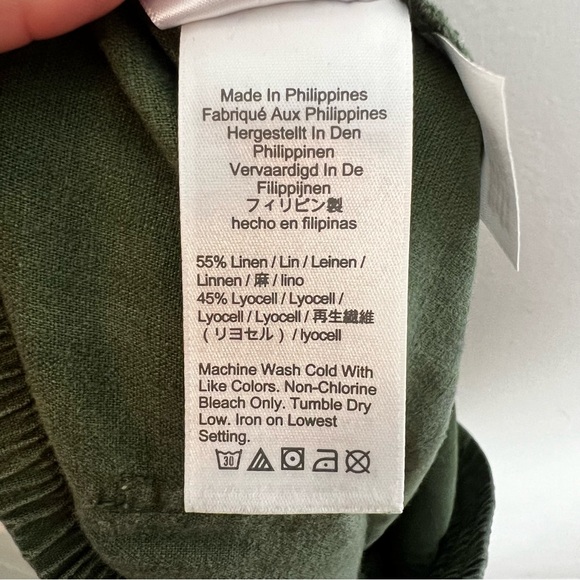 Made In Philippines
Fabriqué Aux Philippines
Hergestellt In Den
Philippinen
Vervaardigd In De
Filippijnen
フィリピン製
hecho en filipinas
55% Linen / Lin / Leinen /
Linnen / 麻 / lino
45% Lyocell / Lyocell /
Lyocell / Lyocell / 再生繊維
(リヨセル) / lyocell
Machine Wash Cold With
Like Colors. Non-Chlorine
Bleach Only. Tumble Dry
Low. Iron on Lowest
Setting.
30